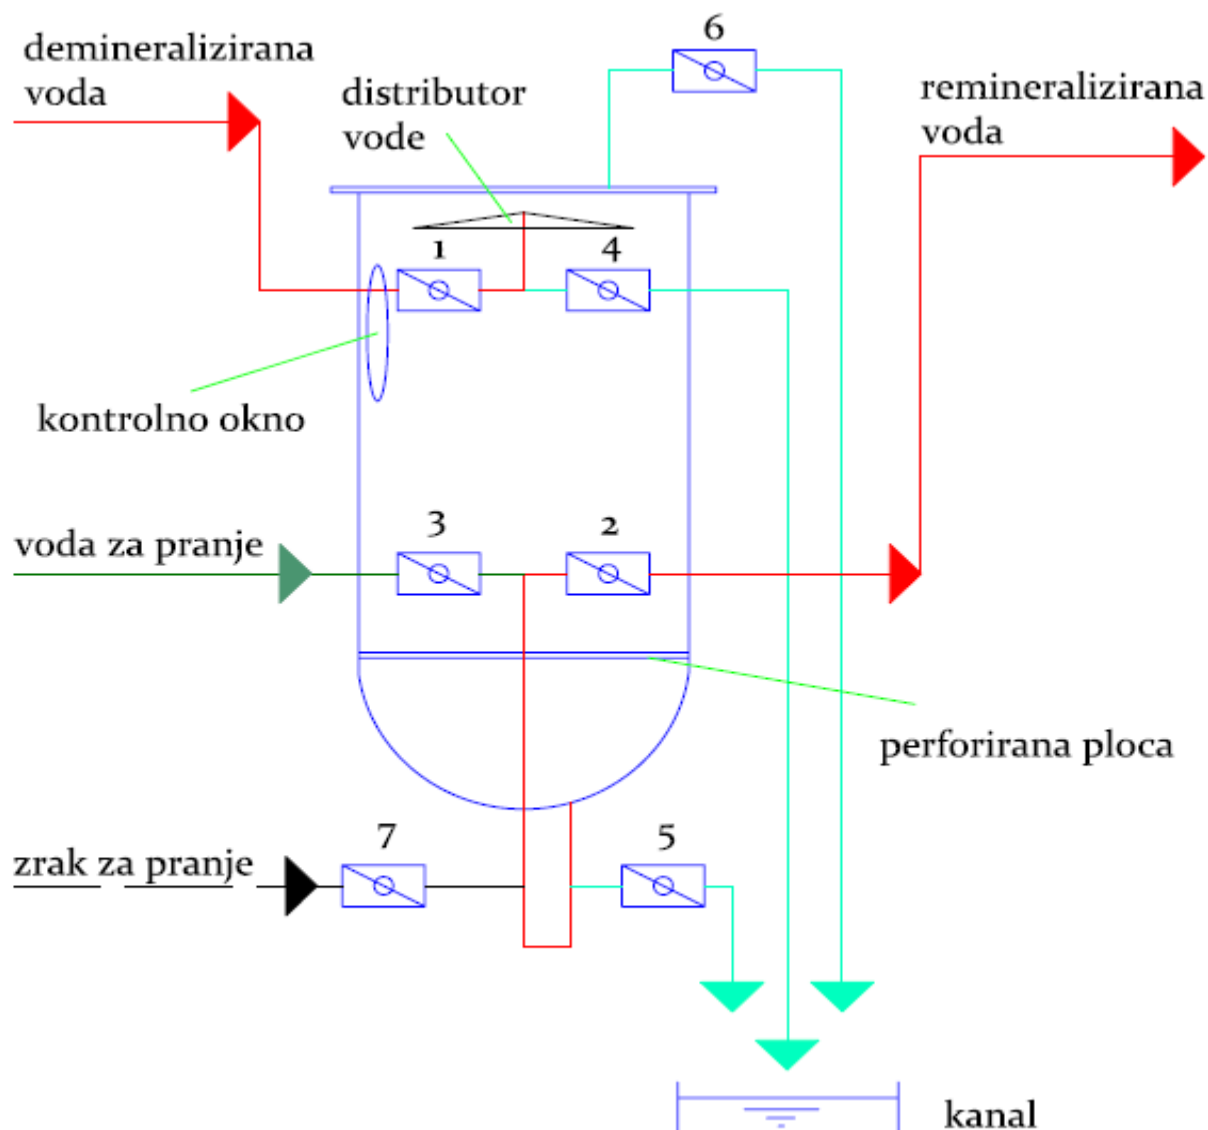 demineralizirana
voda
distributor
vode
6
remineralizirana
voda
1
4
kontrolno okno
voda za pranje
3
2
perforirana ploca
zrak za pranje
7
5
kanal